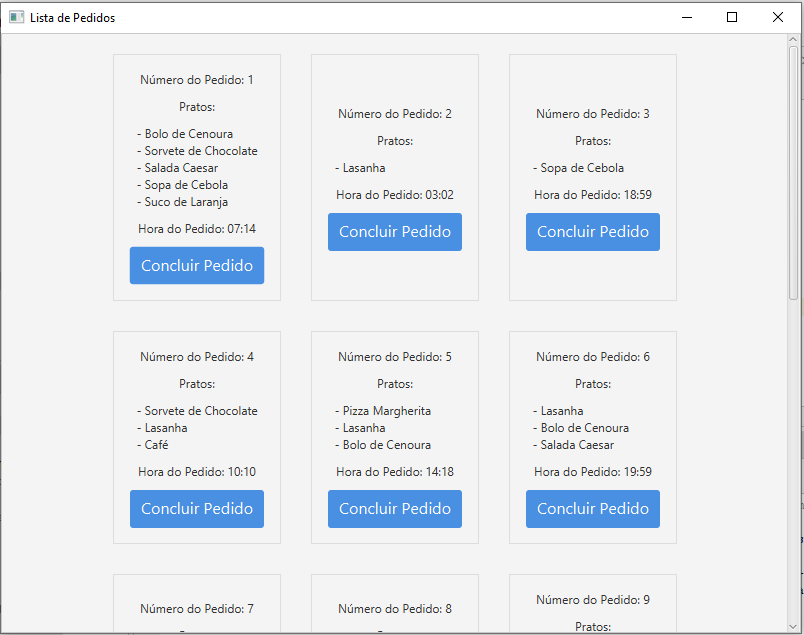 Lista de Pedidos
Número do Pedido: 1
Pratos:
- Bolo de Cenoura
- Sorvete de Chocolate
- Salada Caesar
- Sopa de Cebola
- Suco de Laranja
Hora do Pedido: 07:14
Concluir Pedido
Número do Pedido: 2
Pratos:
- Lasanha
Hora do Pedido: 03:02
Concluir Pedido
Número do Pedido: 3
Pratos:
- Sopa de Cebola
Hora do Pedido: 18:59
Concluir Pedido
Número do Pedido: 4
Pratos:
- Sorvete de Chocolate
- Lasanha
- Café
Hora do Pedido: 10:10
Concluir Pedido
Número do Pedido: 5
Pratos:
- Pizza Margherita
- Lasanha
- Bolo de Cenoura
Hora do Pedido: 14:18
Concluir Pedido
Número do Pedido: 6
Pratos:
- Lasanha
- Bolo de Cenoura
- Salada Caesar
Hora do Pedido: 19:59
Concluir Pedido
Número do Pedido: 7
Número do Pedido: 8
Número do Pedido: 9
Pratos: